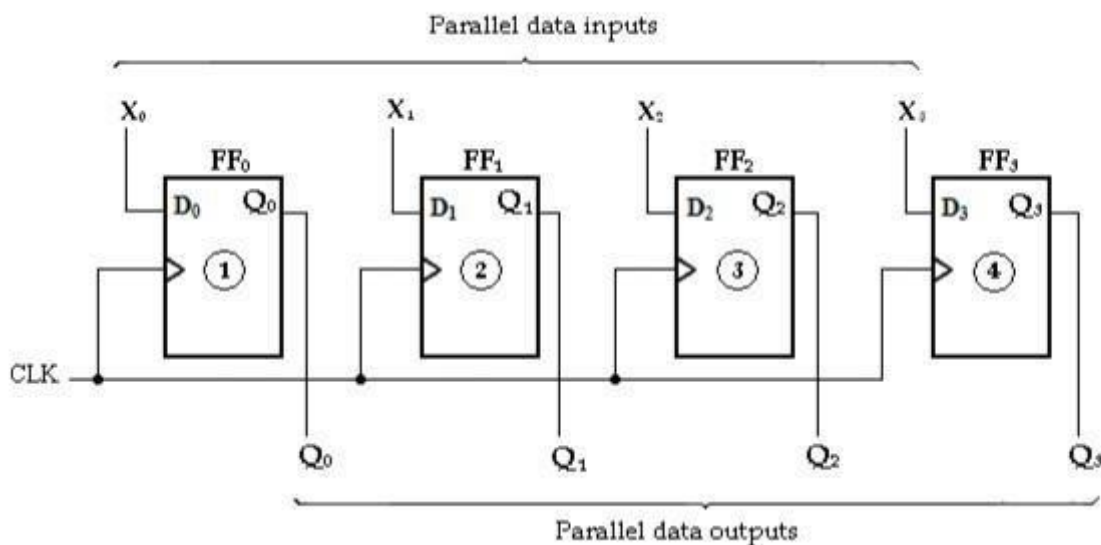 Parallel data inputs
X₀ X₁ X₂ X₃
FF₀ FF₁ FF₂ FF₃
D₀ Q₀ D₁ Q₁ D₂ Q₂ D₃ Q₃
1 2 3 4
CLK
Q₀ Q₁ Q₂ Q₃
Parallel data outputs